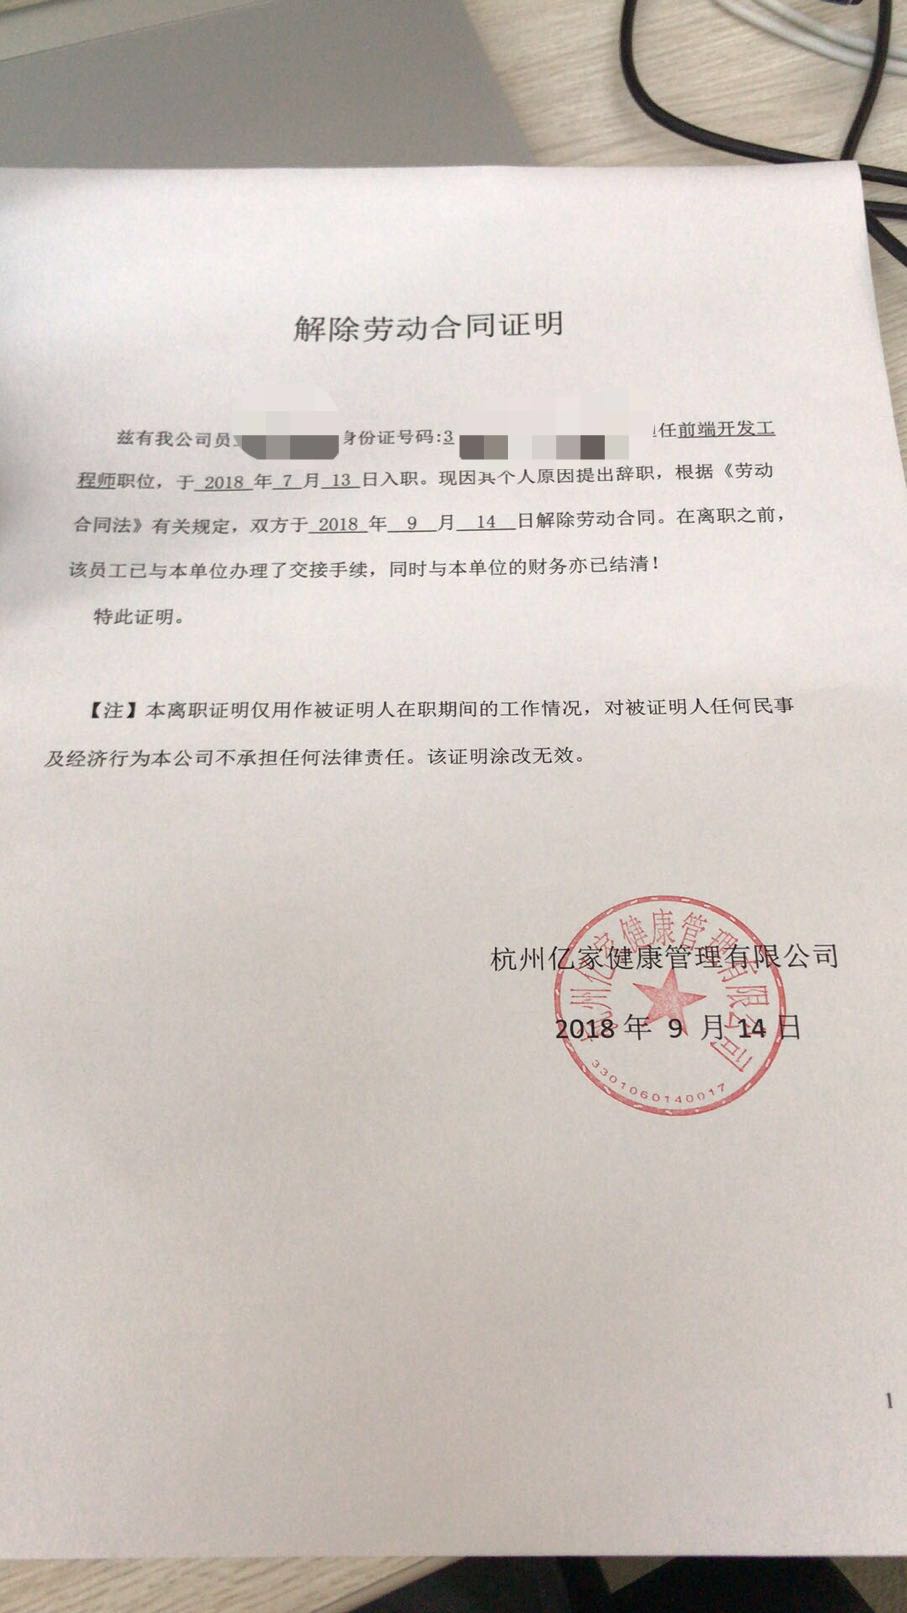 解除劳动合同证明
兹有我公司员 身份证号码:3 任前端开发工
程师职位，于 2018 年 7 月 13 日入职。现因其个人原因提出辞职，根据《劳动
合同法》有关规定，双方于 2018 年 9 月 14 日解除劳动合同。在离职之前，
该员工已与本单位办理了交接手续，同时与本单位的财务亦已结清！
特此证明。
【注】本离职证明仅用作被证明人在职期间的工作情况，对被证明人任何民事
及经济行为本公司不承担任何法律责任。该证明涂改无效。
杭州亿家健康管理有限公司
2018 年 9 月 14 日
杭州亿家健康管理有限公司
3301060140017
1